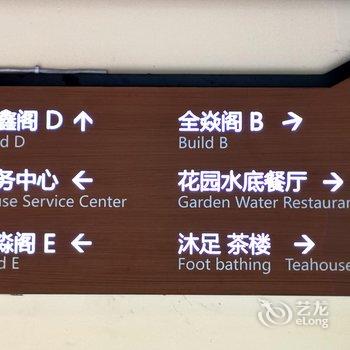 鑫阁 D ↑
d D
务中心 ←
use Service Center
淼阁 E ←
d E
全焱阁 B →
Build B
花园水底餐厅 →
Garden Water Restauran
沐足 茶楼 →
Foot bathing Teahouse
艺龙
eLong